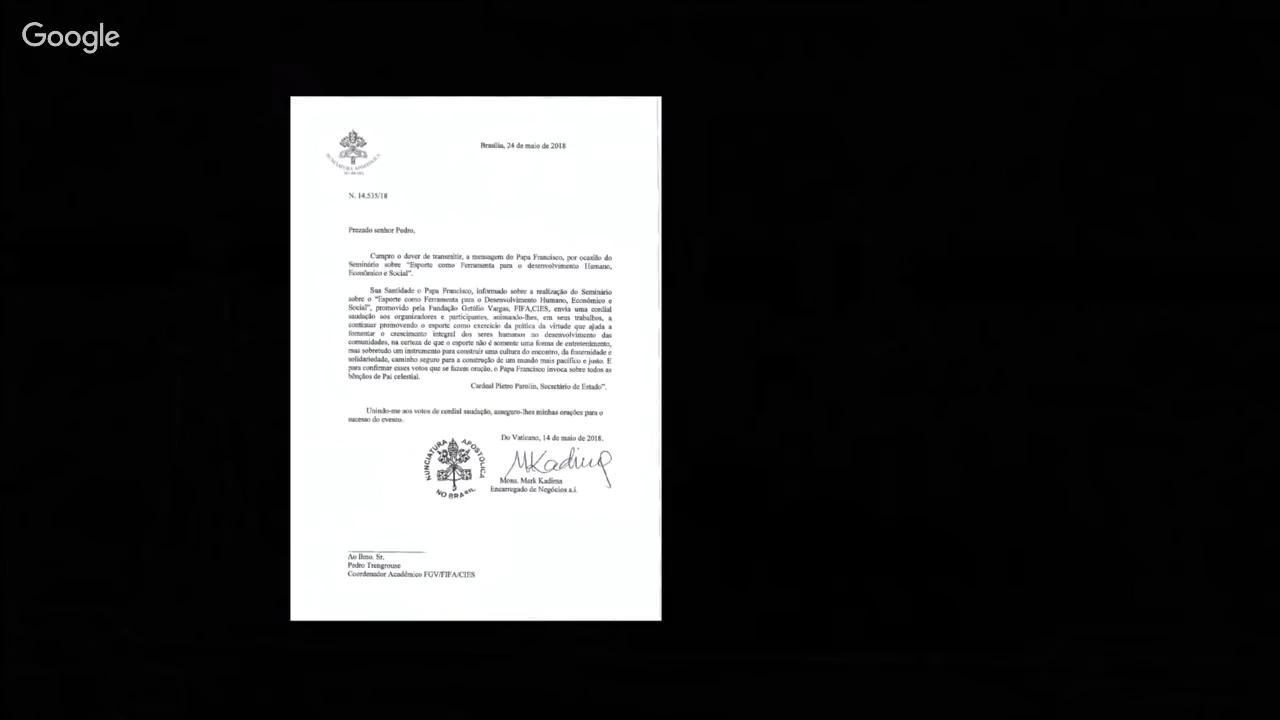 Google
NUNCIATURA APOSTÓLICA
NO BRASIL
Brasília, 24 de maio de 2018
N. 14.535/18
Prezado senhor Pedro,
Cumpro o dever de transmitir, a mensagem do Papa Francisco, por ocasião do
Seminário sobre "Esporte como Ferramenta para o desenvolvimento Humano,
Econômico e Social".
Sua Santidade o Papa Francisco, informado sobre a realização do Seminário
sobre o "Esporte como Ferramenta para o Desenvolvimento Humano, Econômico e
Social", promovido pela Fundação Getúlio Vargas, FIFA,CIES, envia uma cordial
saudação aos organizadores e participantes, animando-lhes, em seus trabalhos, a
continuar promovendo o esporte como exercício da prática da virtude que ajuda a
fomentar o crescimento integral dos seres humanos no desenvolvimento das
comunidades, na certeza de que o esporte não é somente uma forma de entretenimento,
mas sobretudo um instrumento para construir uma cultura do encontro, da fraternidade e
solidariedade, caminho seguro para a construção de um mundo mais pacífico e justo. E
para confirmar esses votos que se fazem oração, o Papa Francisco invoca sobre todos as
bênçãos de Pai celestial.
Cardeal Pietro Parolin, Secretário de Estado".
Unindo-me aos votos de cordial saudação, asseguro-lhes minhas orações para o
sucesso do evento.
Do Vaticano, 14 de maio de 2018.
NUNCIATURA APOSTÓLICA
NO BRASIL
MKadima
Mons. Mark Kadima
Encarregado de Negócios a.i.
Ao Ilmo. Sr.
Pedro Trengrouse
Coordenador Acadêmico FGV/FIFA/CIES